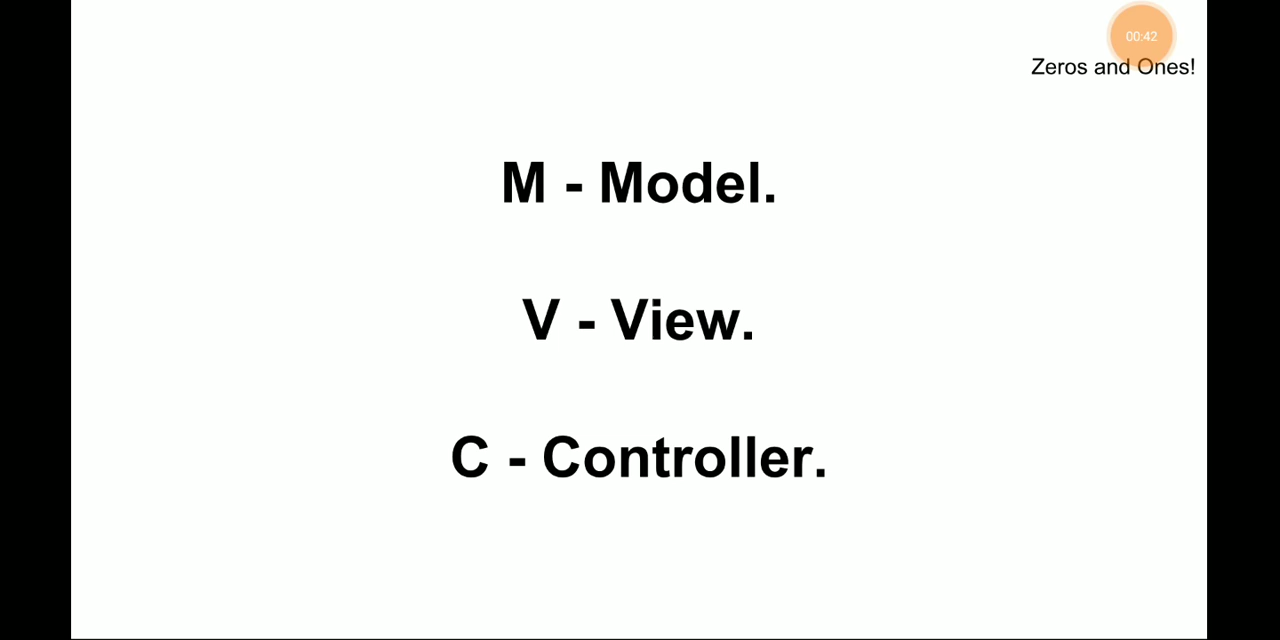 00:42
Zeros and Ones!
M - Model.
V - View.
C - Controller.